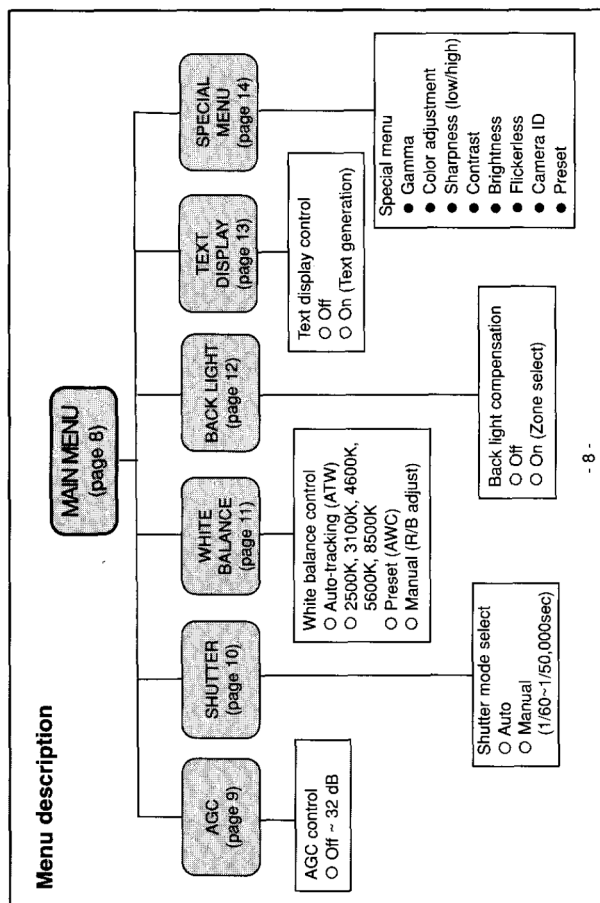 Menu description
MAIN MENU
(page 8)
AGC
(page 9)
SHUTTER
(page 10)
WHITE
BALANCE
(page 11)
BACK LIGHT
(page 12)
TEXT
DISPLAY
(page 13)
SPECIAL
MENU
(page 14)
AGC control
○ Off ~ 32 dB
Shutter mode select
○ Auto
○ Manual
(1/60~1/50,000sec)
White balance control
○ Auto-tracking (ATW)
○ 2500K, 3100K, 4600K,
5600K, 8500K
○ Preset (AWC)
○ Manual (R/B adjust)
Back light compensation
○ Off
○ On (Zone select)
Text display control
○ Off
○ On (Text generation)
Special menu
● Gamma
● Color adjustment
● Sharpness (low/high)
● Contrast
● Brightness
● Flickerless
● Camera ID
● Preset
- 8 -